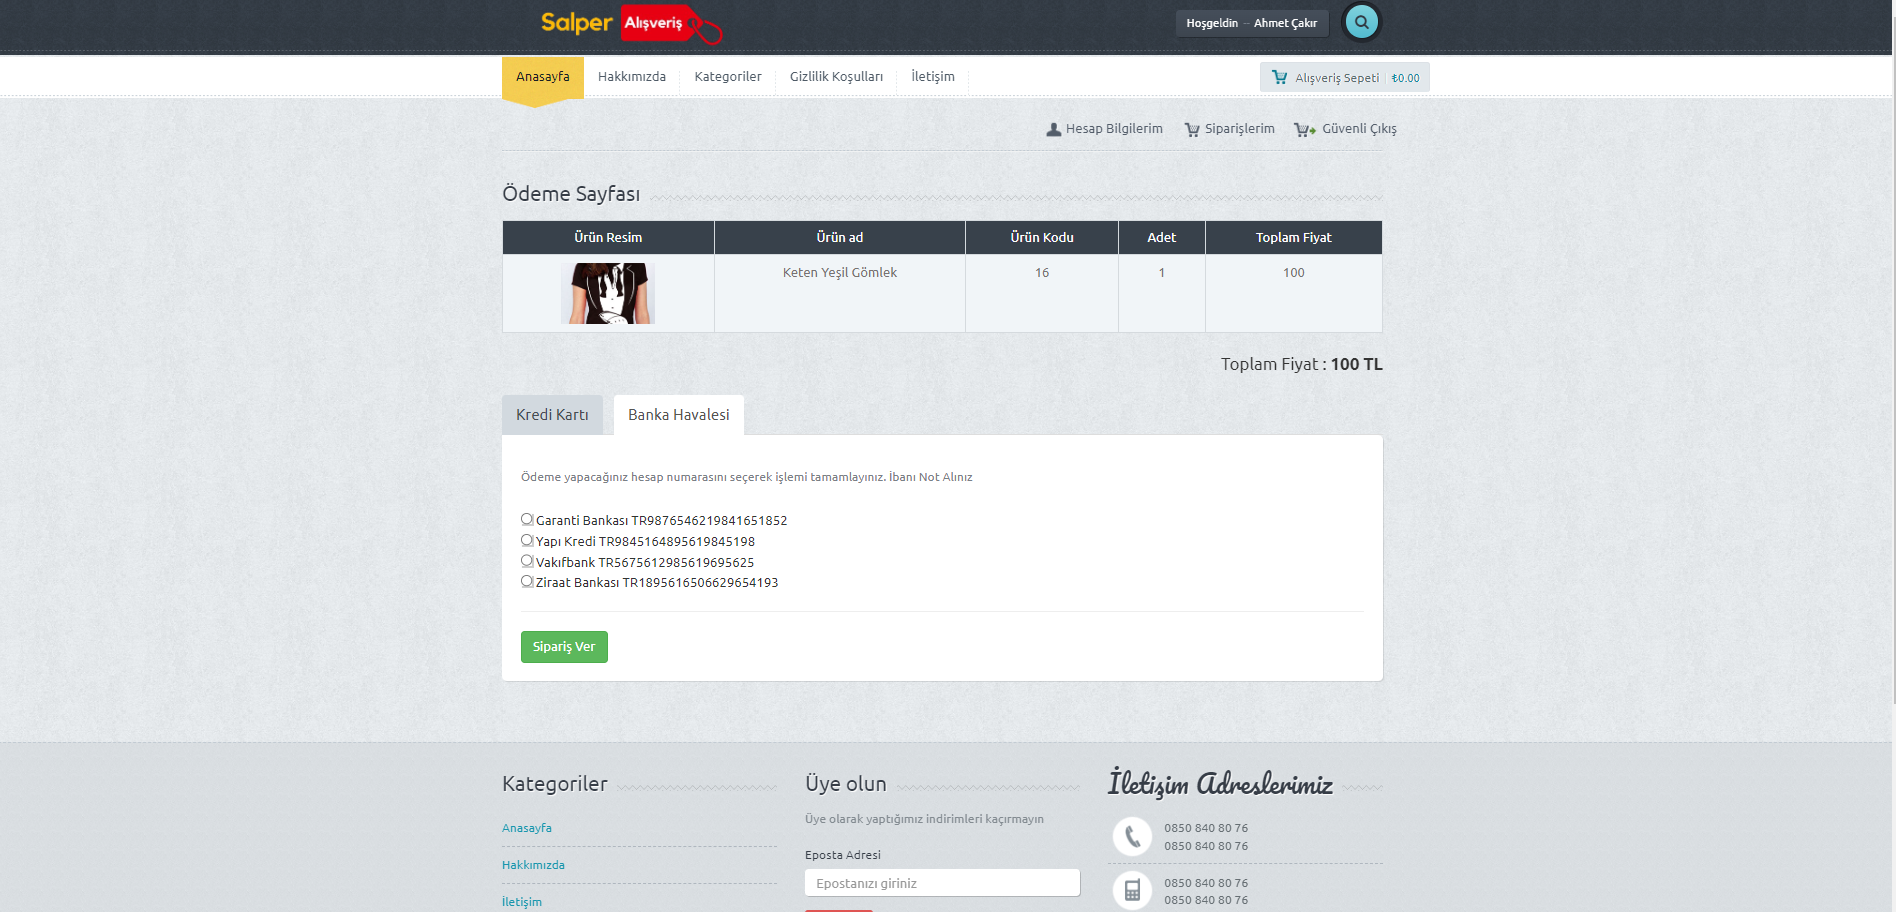 Salper Alışveriş
Hoşgeldin -- Ahmet Çakır
Anasayfa Hakkımızda Kategoriler Gizlilik Koşulları İletişim
Alışveriş Sepeti ₺0.00
Hesap Bilgilerim Siparişlerim Güvenli Çıkış
Ödeme Sayfası
Ürün Resim Ürün ad Ürün Kodu Adet Toplam Fiyat
Keten Yeşil Gömlek 16 1 100
Toplam Fiyat : 100 TL
Kredi Kartı Banka Havalesi
Ödeme yapacağınız hesap numarasını seçerek işlemi tamamlayınız. İbanı Not Alınız
Garanti Bankası TR9876546219841651852
Yapı Kredi TR9845164895619845198
Vakıfbank TR5675612985619695625
Ziraat Bankası TR1895616506629654193
Sipariş Ver
Kategoriler
Anasayfa
Hakkımızda
İletişim
Üye olun
Üye olarak yaptığımız indirimleri kaçırmayın
Eposta Adresi
Epostanızı giriniz
İletişim Adreslerimiz
0850 840 80 76
0850 840 80 76
0850 840 80 76
0850 840 80 76